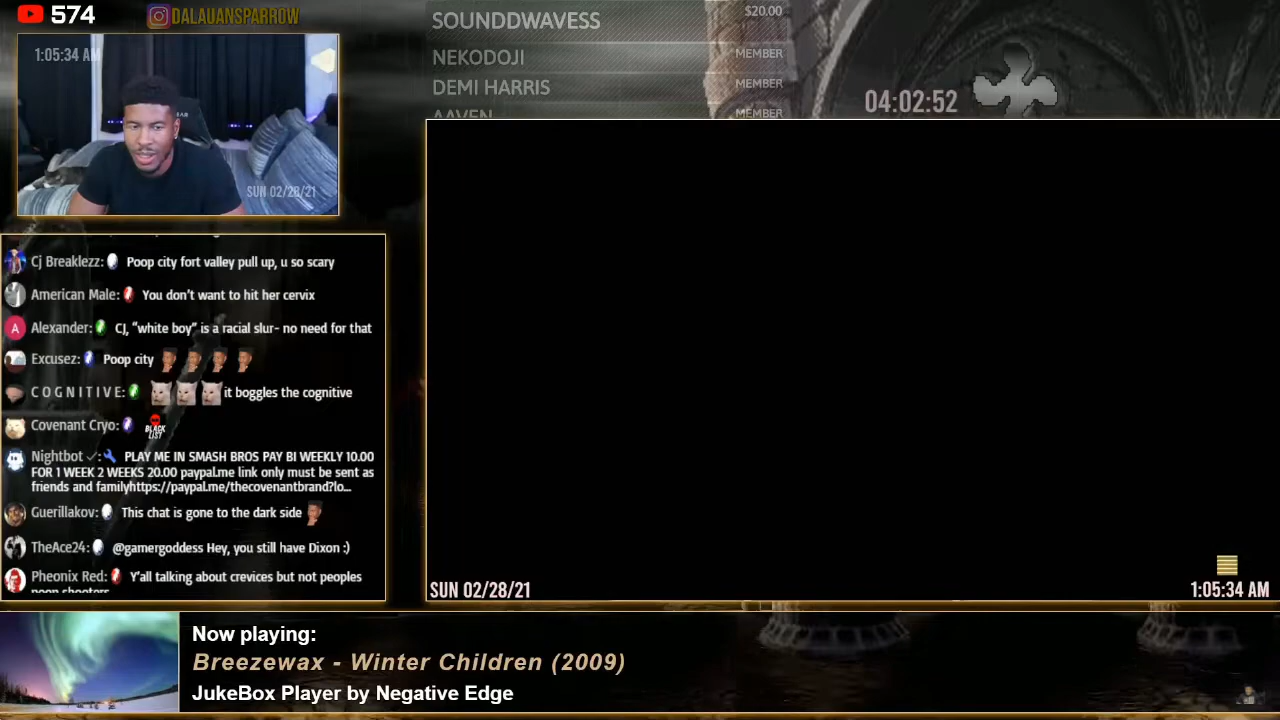 574
DALAUANSPARROW
1:05:34 AM
SUN 02/28/21
SOUNDDWAVESS $20.00
NEKODOJI MEMBER
DEMI HARRIS MEMBER
AAVEN MEMBER
04:02:52
Cj Breaklezz: Poop city fort valley pull up, u so scary
American Male: You don't want to hit her cervix
A Alexander: CJ, “white boy” is a racial slur- no need for that
Excusez: Poop city
C O G N I T I V E: it boggles the cognitive
Covenant Cryo: BLACK
LIST
Nightbot ✓: PLAY ME IN SMASH BROS PAY BI WEEKLY 10.00
FOR 1 WEEK 2 WEEKS 20.00 paypal.me link only must be sent as
friends and familyhttps://paypal.me/thecovenantbrand?lo...
Guerillakov: This chat is gone to the dark side
TheAce24: @gamergoddess Hey, you still have Dixon :)
Pheonix Red: Y'all talking about crevices but not peoples
poop shooters
SUN 02/28/21
1:05:34 AM
Now playing:
Breezewax - Winter Children (2009)
JukeBox Player by Negative Edge